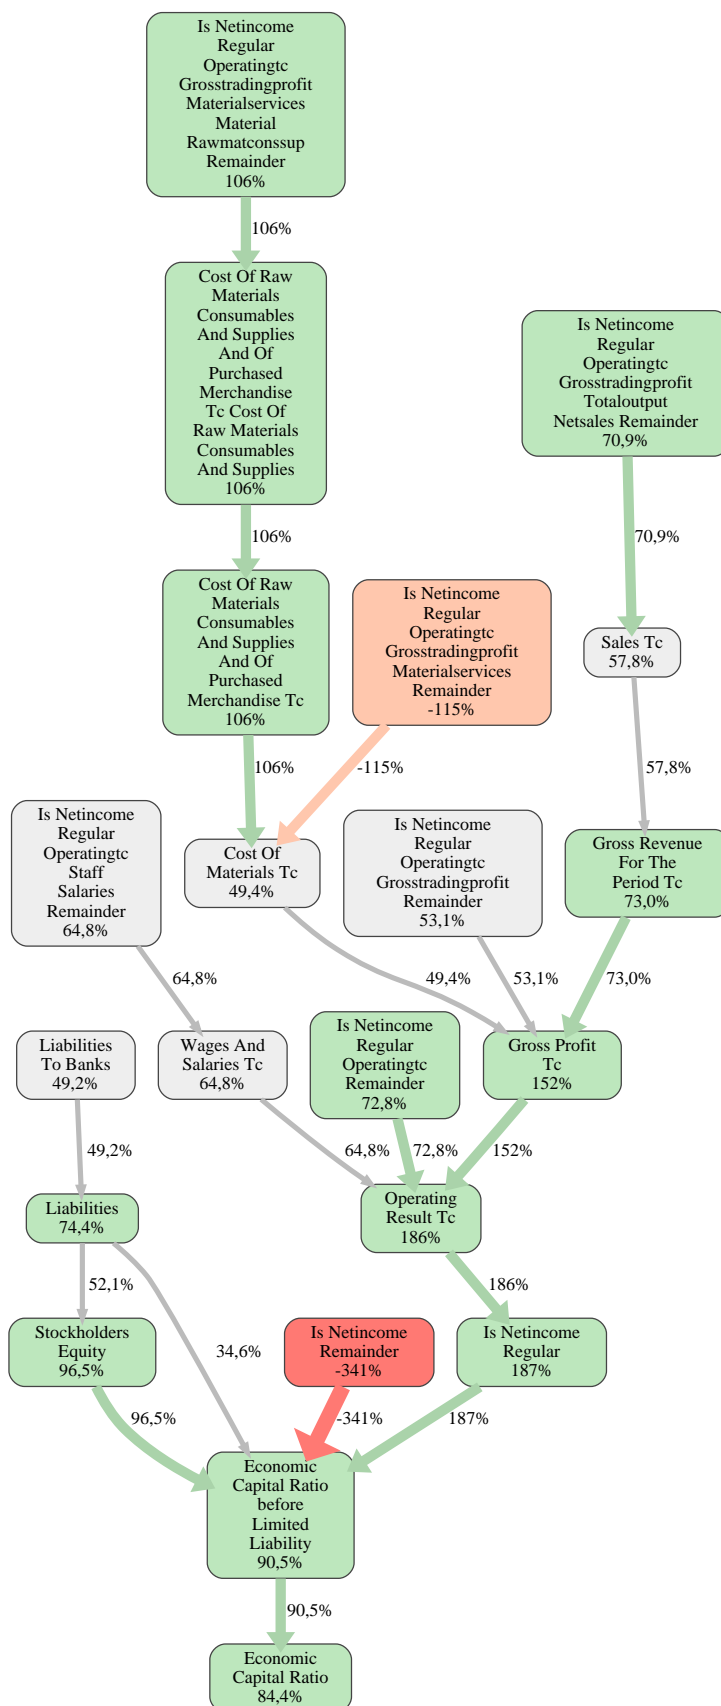 Is Netincome
Regular
Operatingtc
Grosstradingprofit
Materialservices
Material
Rawmatconssup
Remainder
106%
106%
Cost Of Raw
Materials
Consumables
And Supplies
And Of
Purchased
Merchandise
Tc Cost Of
Raw Materials
Consumables
And Supplies
106%
Is Netincome
Regular
Operatingtc
Grosstradingprofit
Totaloutput
Netsales Remainder
70,9%
106%
70,9%
Cost Of Raw
Materials
Consumables
And Supplies
And Of
Purchased
Merchandise Tc
106%
Is Netincome
Regular
Operatingtc
Grosstradingprofit
Materialservices
Remainder
-115%
Sales Tc
57,8%
106%
-115%
57,8%
Is Netincome
Regular
Operatingtc
Staff
Salaries
Remainder
64,8%
Cost Of
Materials Tc
49,4%
Is Netincome
Regular
Operatingtc
Grosstradingprofit
Remainder
53,1%
Gross Revenue
For The
Period Tc
73,0%
64,8%
49,4%
53,1%
73,0%
Liabilities
To Banks
49,2%
Wages And
Salaries Tc
64,8%
Is Netincome
Regular
Operatingtc
Remainder
72,8%
Gross Profit
Tc
152%
49,2%
64,8%
72,8%
152%
Liabilities
74,4%
Operating
Result Tc
186%
52,1%
34,6%
186%
Stockholders
Equity
96,5%
Is Netincome
Remainder
-341%
Is Netincome
Regular
187%
96,5%
-341%
187%
Economic
Capital Ratio
before
Limited
Liability
90,5%
90,5%
Economic
Capital Ratio
84,4%